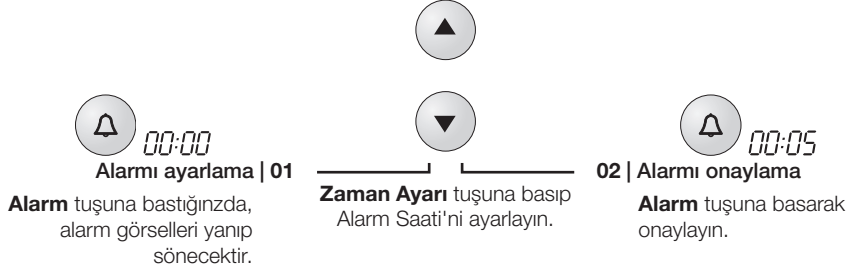 00:00
Alarmı ayarlama | 01
Alarm tuşuna bastığınzda,
alarm görselleri yanıp
sönecektir.
Zaman Ayarı tuşuna basıp
Alarm Saati'ni ayarlayın.
00:05
02 | Alarmı onaylama
Alarm tuşuna basarak
onaylayın.